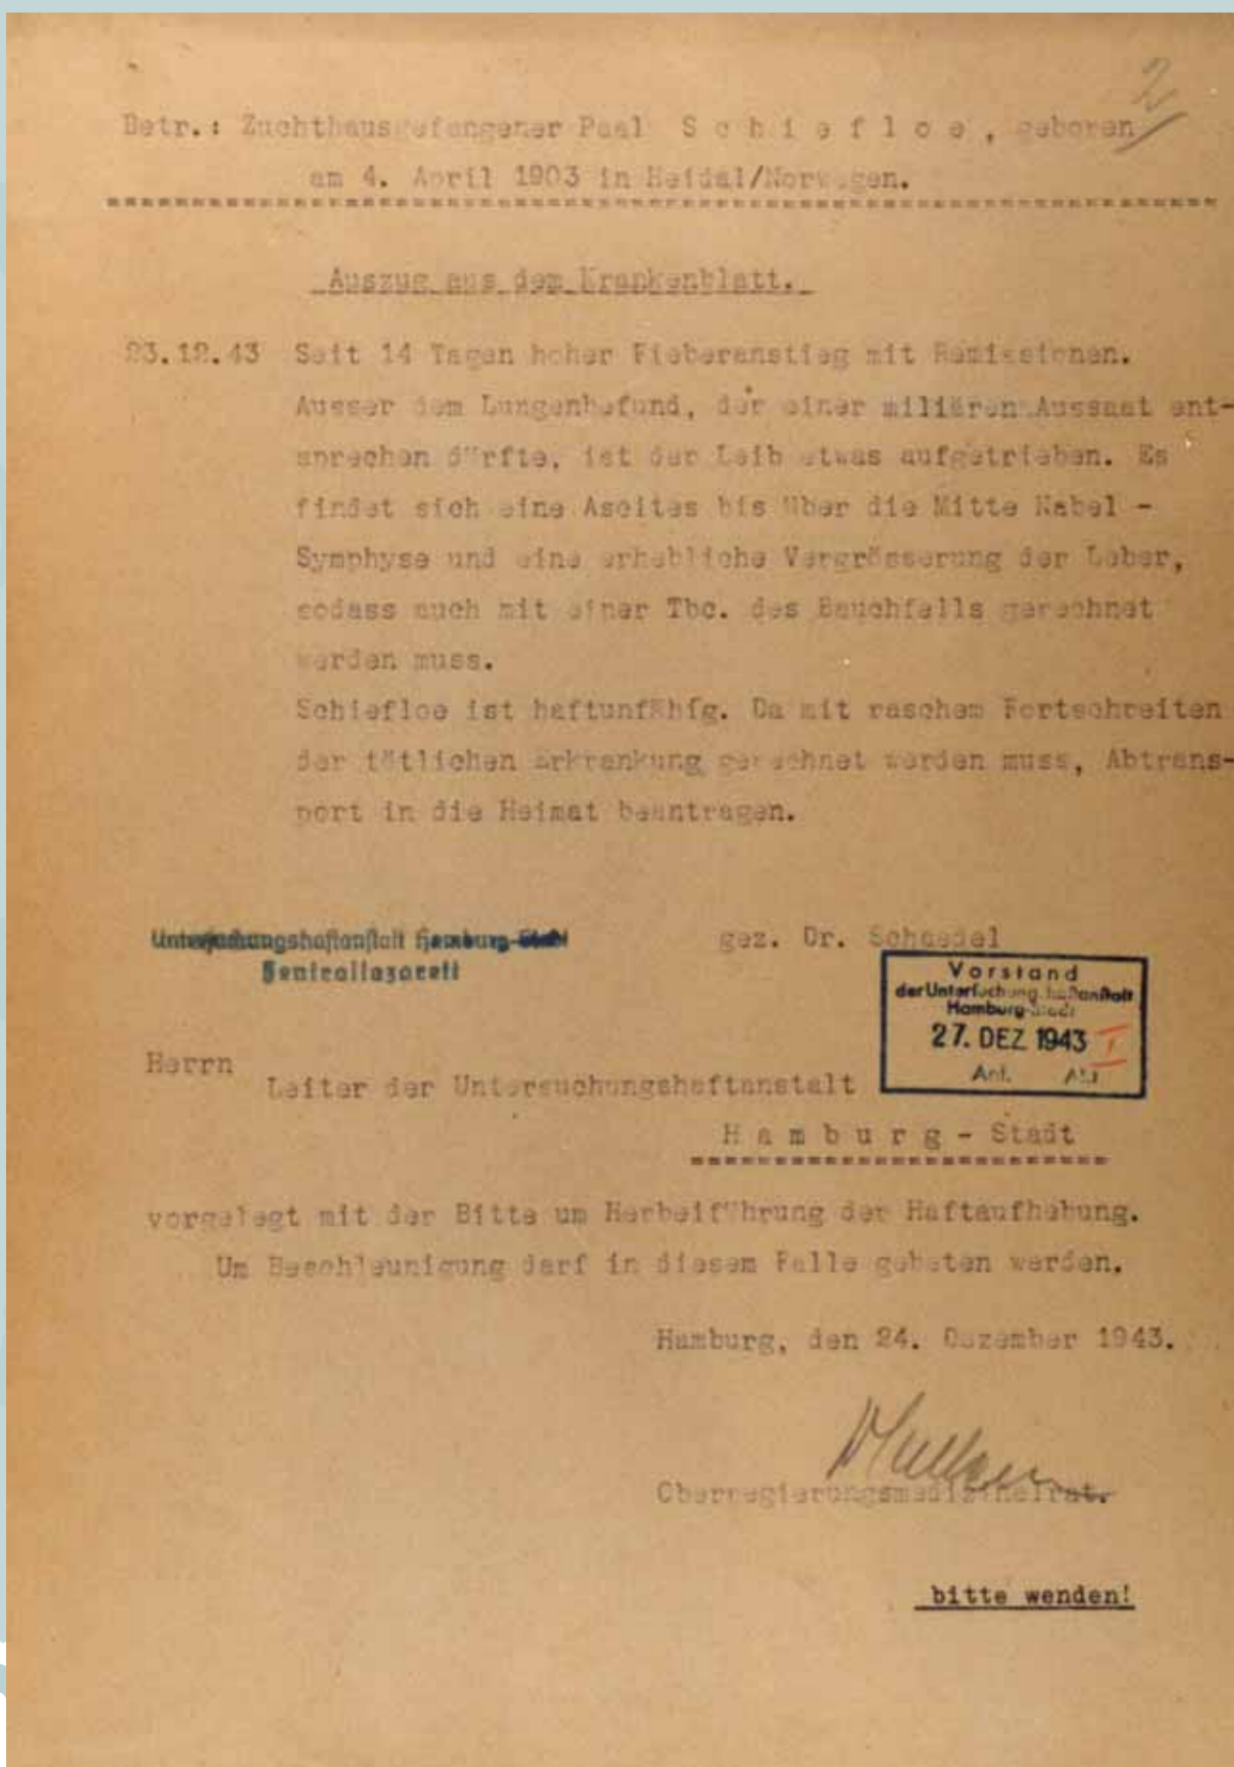 2
Betr.: Zuchthausgefangener Paal S c h i e f l o e , geboren
am 4. April 1903 in Heidal/Norwegen.
Auszug aus dem Krankenblatt.
23.12.43 Seit 14 Tagen hoher Fieberanstieg mit Remissionen.
Ausser dem Lungenbefund, der einer miliären Aussaat ent-
sprechen dürfte, ist der Leib etwas aufgetrieben. Es
findet sich eine Ascites bis über die Mitte Nabel -
Symphyse und eine erhebliche Vergrösserung der Leber,
sodass auch mit einer Tbc. des Bauchfells gerechnet
werden muss.
Schiefloe ist haftunfähig. Da mit raschem Fortschreiten
der tötlichen Erkrankung gerechnet werden muss, Abtrans-
port in die Heimat beantragen.
Untersuchungshaftanstalt Hamburg-Stadt
Zentrallazarett
gez. Dr. Schaedel
Vorstand
der Untersuchungshaftanstalt
Hamburg-Stadt
27. DEZ 1943 I
Anl. Abt.
Herrn
Leiter der Untersuchungshaftanstalt
H a m b u r g - Stadt
vorgelegt mit der Bitte um Herbeiführung der Haftaufhebung.
Um Beschleunigung darf in diesem Falle gebeten werden.
Hamburg, den 24. Dezember 1943.
Oberregierungsmedizinalrat.
bitte wenden!